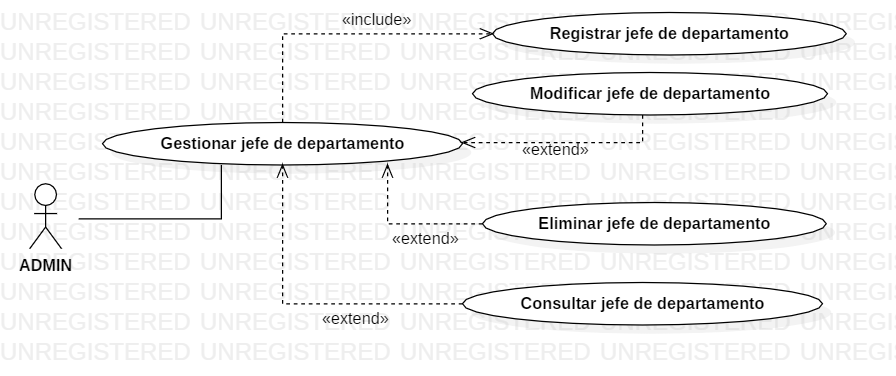 «include»
Registrar jefe de departamento
Modificar jefe de departamento
Gestionar jefe de departamento
«extend»
Eliminar jefe de departamento
«extend»
ADMIN
Consultar jefe de departamento
«extend»
UNREGISTERED UNREGISTERED UNREGISTERED UNREGISTERED UNREGISTERED